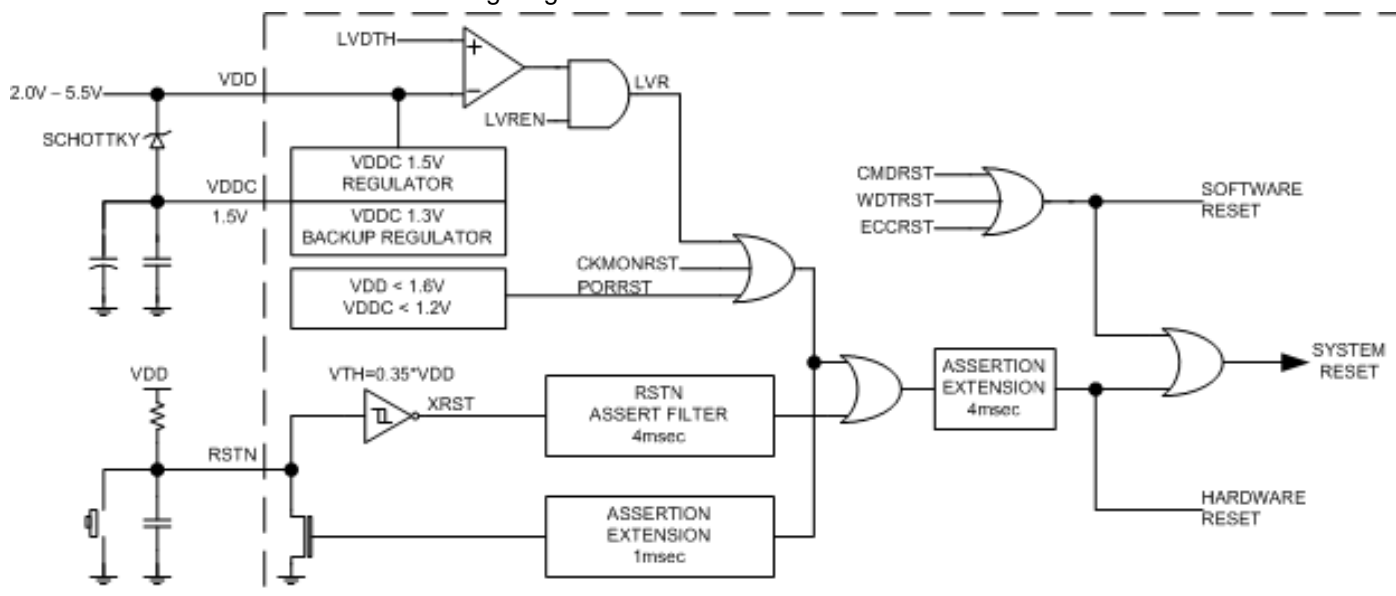 LVDTH
VDD
2.0V – 5.5V
LVREN
LVR
SCHOTTKY
VDDC 1.5V
REGULATOR
VDDC
1.5V
VDDC 1.3V
BACKUP REGULATOR
CMDRST
WDTRST
ECCRST
SOFTWARE
RESET
CKMONRST
PORRST
VDD < 1.6V
VDDC < 1.2V
VDD
VTH=0.35*VDD
XRST
RSTN
ASSERT FILTER
4msec
ASSERTION
EXTENSION
4msec
SYSTEM
RESET
RSTN
ASSERTION
EXTENSION
1msec
HARDWARE
RESET